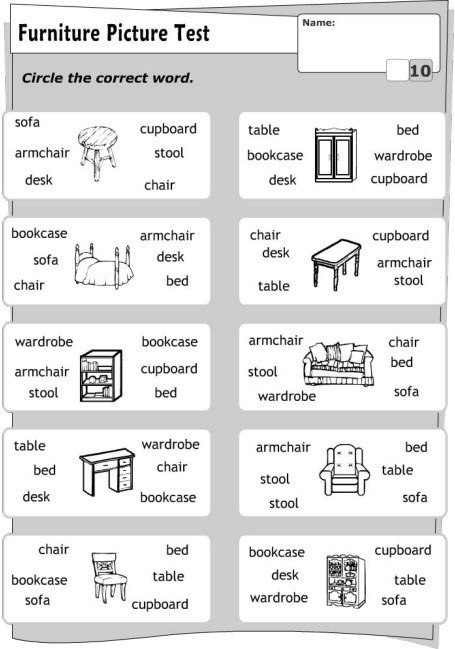 Furniture Picture Test
Name:
10
Circle the correct word.
sofa
cupboard
armchair
stool
desk
chair
table
bed
bookcase
wardrobe
desk
cupboard
bookcase
armchair
sofa
desk
chair
bed
chair
cupboard
desk
armchair
table
stool
wardrobe
bookcase
armchair
cupboard
stool
bed
armchair
chair
stool
bed
wardrobe
sofa
table
wardrobe
bed
chair
desk
bookcase
armchair
bed
stool
table
stool
sofa
chair
bed
bookcase
table
sofa
cupboard
bookcase
cupboard
desk
table
wardrobe
sofa